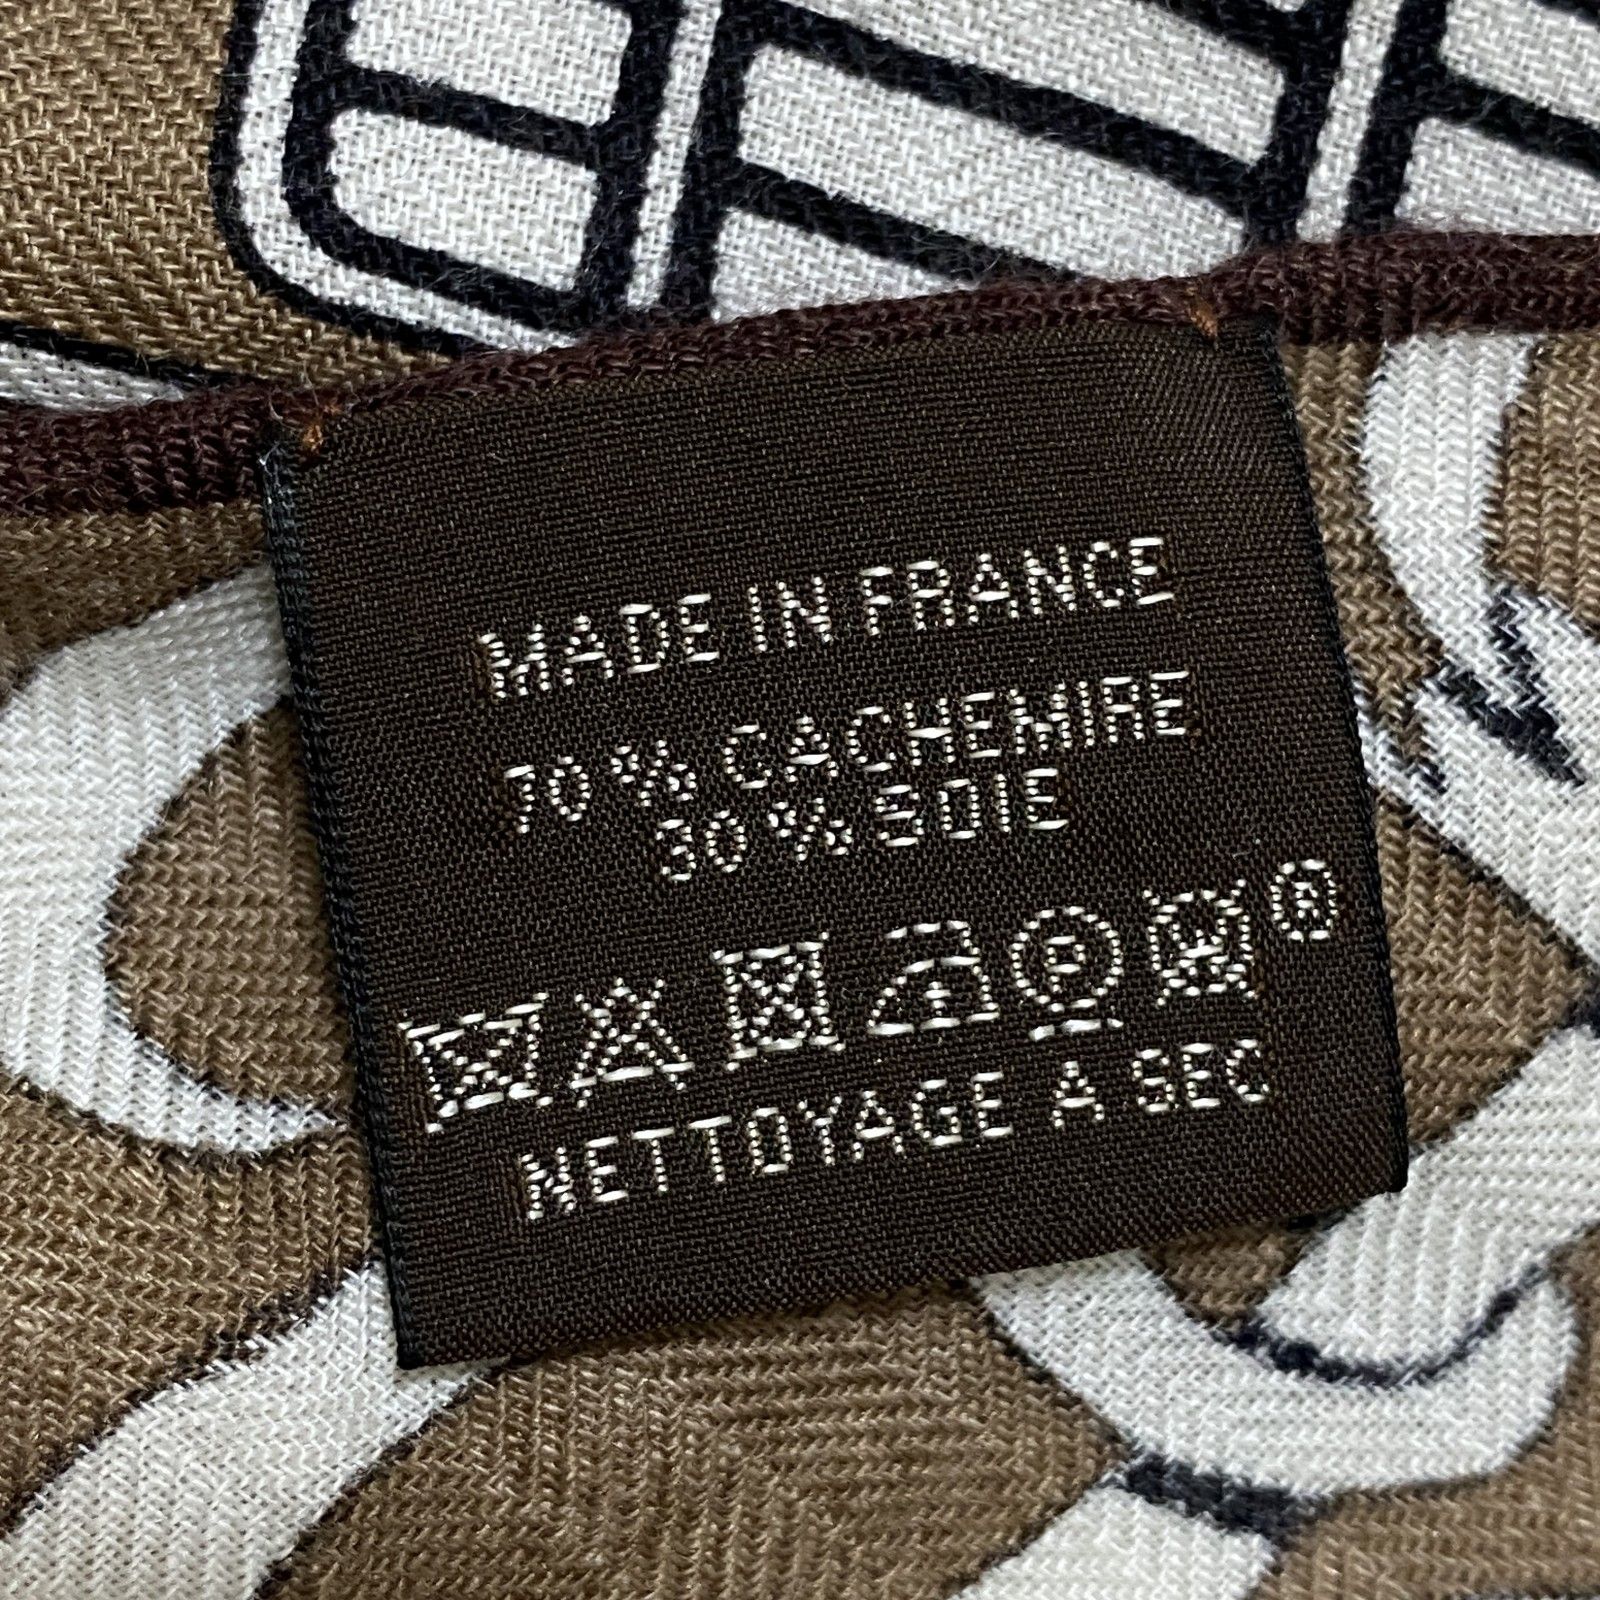 MADE IN FRANCE
70 % CACHEMIRE
30 % SOIE
P W ®
NETTOYAGE A SEC